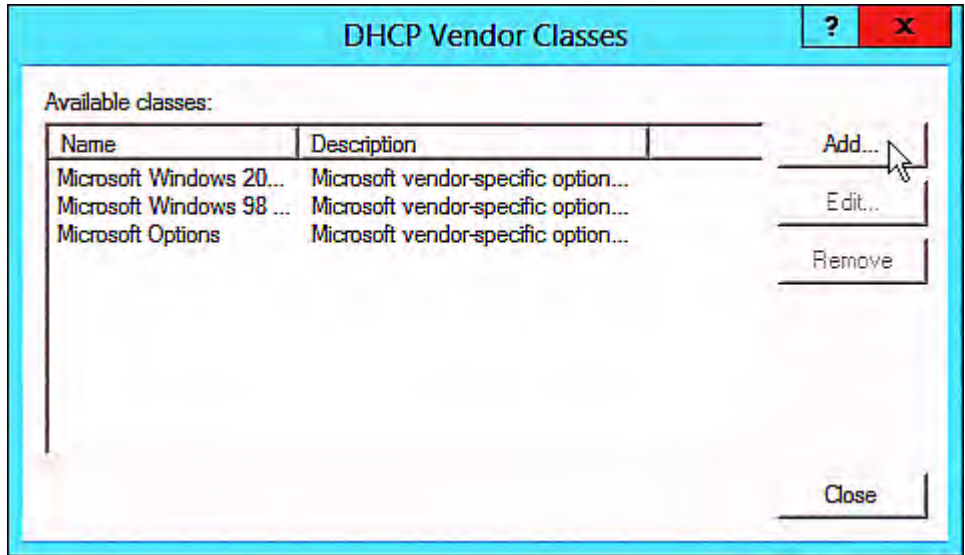 DHCP Vendor Classes
? x
Available classes:
Name Description
Add...
Microsoft Windows 20... Microsoft vendor-specific option...
Microsoft Windows 98 ... Microsoft vendor-specific option...
Edit...
Microsoft Options Microsoft vendor-specific option...
Remove
Close